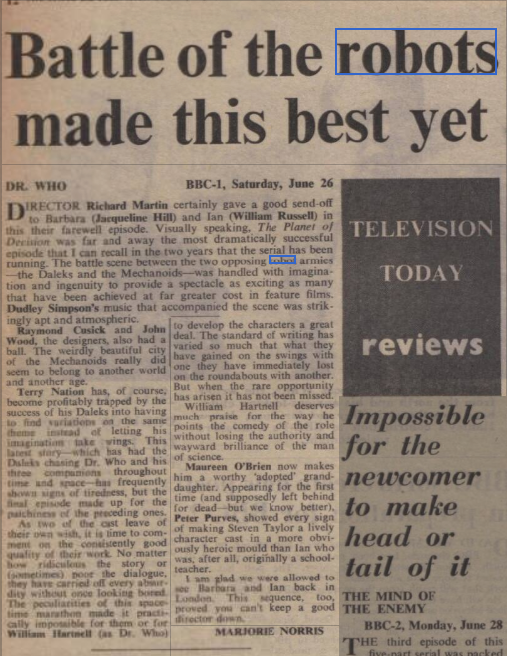 Battle of the robots
made this best yet
DR. WHO
BBC-1, Saturday, June 26
DIRECTOR Richard Martin certainly gave a good send-off
to Barbara (Jacqueline Hill) and Ian (William Russell) in
this their farewell episode. Visually speaking, The Planet of
Decision was far and away the most dramatically successful
episode that I can recall in the two years that the serial has been
running. The battle scene between the two opposing robot armies
—the Daleks and the Mechanoids—was handled with imagina-
tion and ingenuity to provide a spectacle as exciting as many
that have been achieved at far greater cost in feature films.
Dudley Simpson's music that accompanied the scene was strik-
ingly apt and atmospheric.
Raymond Cusick and John
Wood, the designers, also had a
ball. The weirdly beautiful city
of the Mechanoids really did
seem to belong to another world
and another age.
Terry Nation has, of course,
become profitably trapped by the
success of his Daleks into having
to find variations on the same
theme instead of letting his
imagination take wings. This
latest story—which has had the
Daleks chasing Dr. Who and his
three companions throughout
time and space—has frequently
shown signs of tiredness, but the
final episode made up for the
patchiness of the preceding ones.
As two of the cast leave of
their own wish, it is time to com-
ment on the consistently good
quality of their work. No matter
how ridiculous the story or
(sometimes) poor the dialogue,
they have carried off every absur-
dity without once looking bored.
The peculiarities of this space-
time marathon made it practi-
cally impossible for them or for
William Hartnell (as Dr. Who)
to develop the characters a great
deal. The standard of writing has
varied so much that what they
have gained on the swings with
one they have immediately lost
on the roundabouts with another.
But when the rare opportunity
has arisen it has not been missed.
William Hartnell deserves
much praise for the way he
points the comedy of the role
without losing the authority and
wayward brilliance of the man
of science.
Maureen O'Brien now makes
him a worthy 'adopted' grand-
daughter. Appearing for the first
time (and supposedly left behind
for dead—but we know better),
Peter Purves, showed every sign
of making Steven Taylor a lively
character cast in a more obvi-
ously heroic mould than Ian who
was, after all, originally a school-
teacher.
I am glad we were allowed to
see Barbara and Ian back in
London. This sequence, too,
proved you can't keep a good
director down.
MARJORIE NORRIS
TELEVISION
TODAY
reviews
Impossible
for the
newcomer
to make
head or
tail of it
THE MIND OF
THE ENEMY
BBC-2, Monday, June 28
THE third episode of this
five-part serial was packed